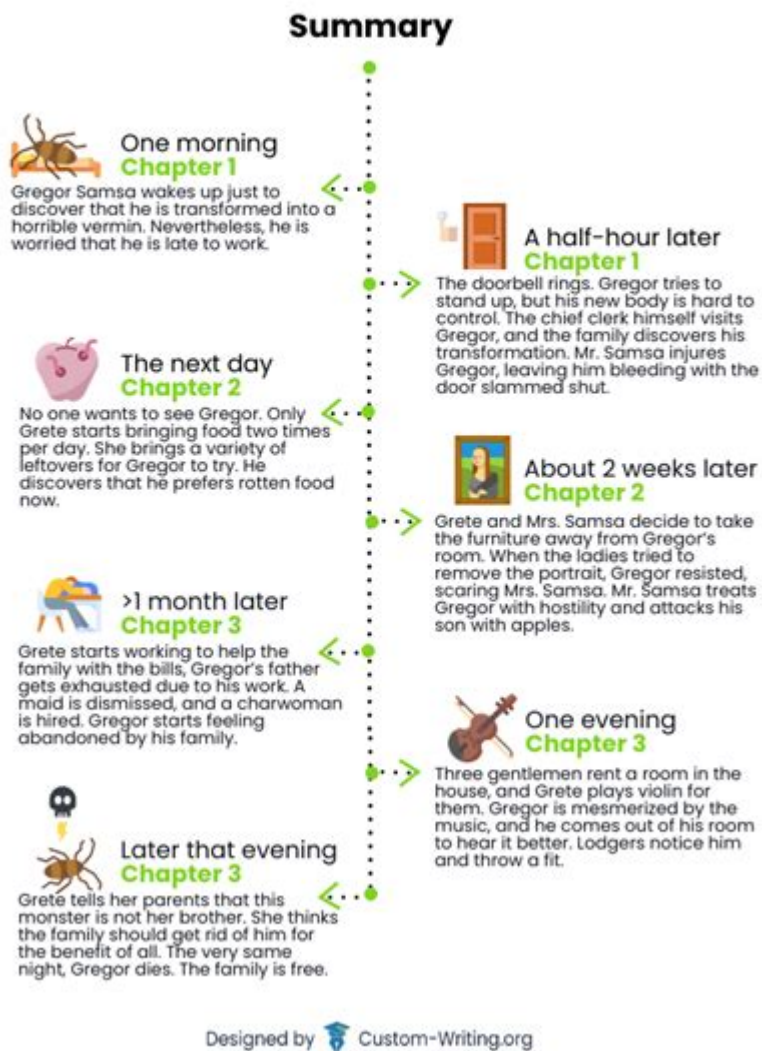 Summary
One morning
Chapter 1
Gregor Samsa wakes up just to
discover that he is transformed into a
horrible vermin. Nevertheless, he is
worried that he is late to work.
A half-hour later
Chapter 1
The doorbell rings. Gregor tries to
stand up, but his new body is hard to
control. The chief clerk himself visits
Gregor, and the family discovers his
transformation. Mr. Samsa injures
Gregor, leaving him bleeding with the
door slammed shut.
The next day
Chapter 2
No one wants to see Gregor. Only
Grete starts bringing food two times
per day. She brings a variety of
leftovers for Gregor to try. He
discovers that he prefers rotten food
now.
About 2 weeks later
Chapter 2
Grete and Mrs. Samsa decide to take
the furniture away from Gregor's
room. When the ladies tried to
remove the portrait, Gregor resisted,
scaring Mrs. Samsa. Mr. Samsa treats
Gregor with hostility and attacks his
son with apples.
>1 month later
Chapter 3
Grete starts working to help the
family with the bills, Gregor's father
gets exhausted due to his work. A
maid is dismissed, and a charwoman
is hired. Gregor starts feeling
abandoned by his family.
One evening
Chapter 3
Three gentlemen rent a room in the
house, and Grete plays violin for
them. Gregor is mesmerized by the
music, and he comes out of his room
to hear it better. Lodgers notice him
and throw a fit.
Later that evening
Chapter 3
Grete tells her parents that this
monster is not her brother. She thinks
the family should get rid of him for
the benefit of all. The very same
night, Gregor dies. The family is free.
Designed by Custom-Writing.org